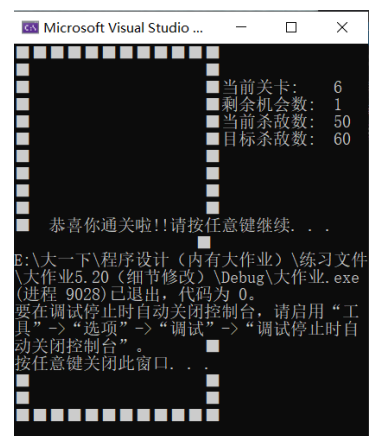 Microsoft Visual Studio ...
当前关卡: 6
剩余机会数: 1
当前杀敌数: 50
目标杀敌数: 60
恭喜你通关啦!!请按任意键继续. . .
E:\大一下\程序设计（内有大作业）\练习文件
\大作业5.20（细节修改）\Debug\大作业.exe
(进程 9028)已退出，代码为 0。
要在调试停止时自动关闭控制台，请启用“工
具”->“选项”->“调试”->“调试停止时自
动关闭控制台”。
按任意键关闭此窗口. . .